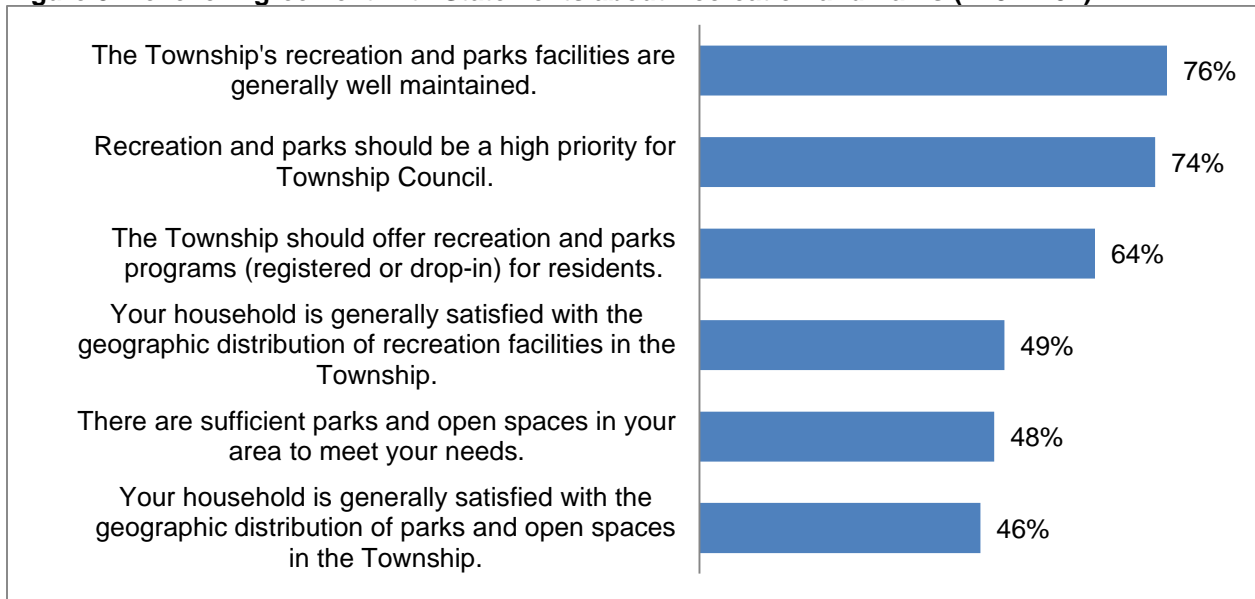 The Township's recreation and parks facilities are
generally well maintained.
76%
Recreation and parks should be a high priority for
Township Council.
74%
The Township should offer recreation and parks
programs (registered or drop-in) for residents.
64%
Your household is generally satisfied with the
geographic distribution of recreation facilities in the
Township.
49%
There are sufficient parks and open spaces in your
area to meet your needs.
48%
Your household is generally satisfied with the
geographic distribution of parks and open spaces
in the Township.
46%